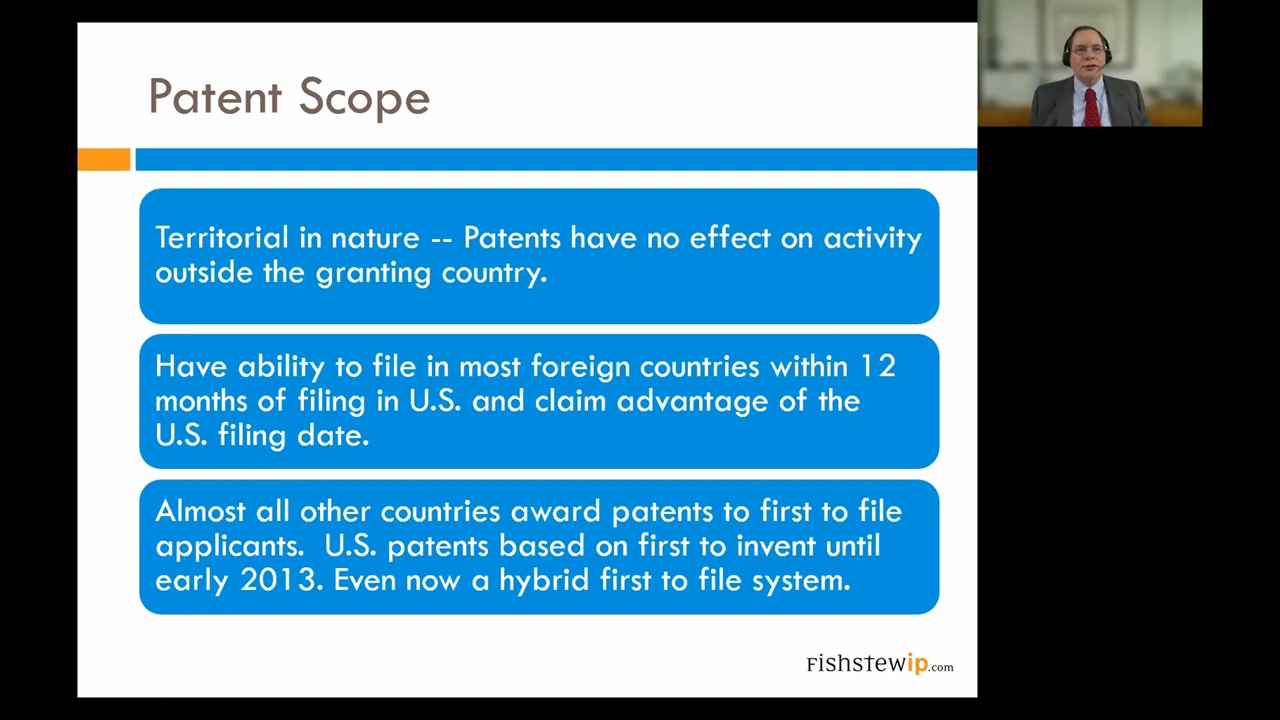 Patent Scope
Territorial in nature -- Patents have no effect on activity
outside the granting country.
Have ability to file in most foreign countries within 12
months of filing in U.S. and claim advantage of the
U.S. filing date.
Almost all other countries award patents to first to file
applicants.  U.S. patents based on first to invent until
early 2013. Even now a hybrid first to file system.
Fishstewip.com